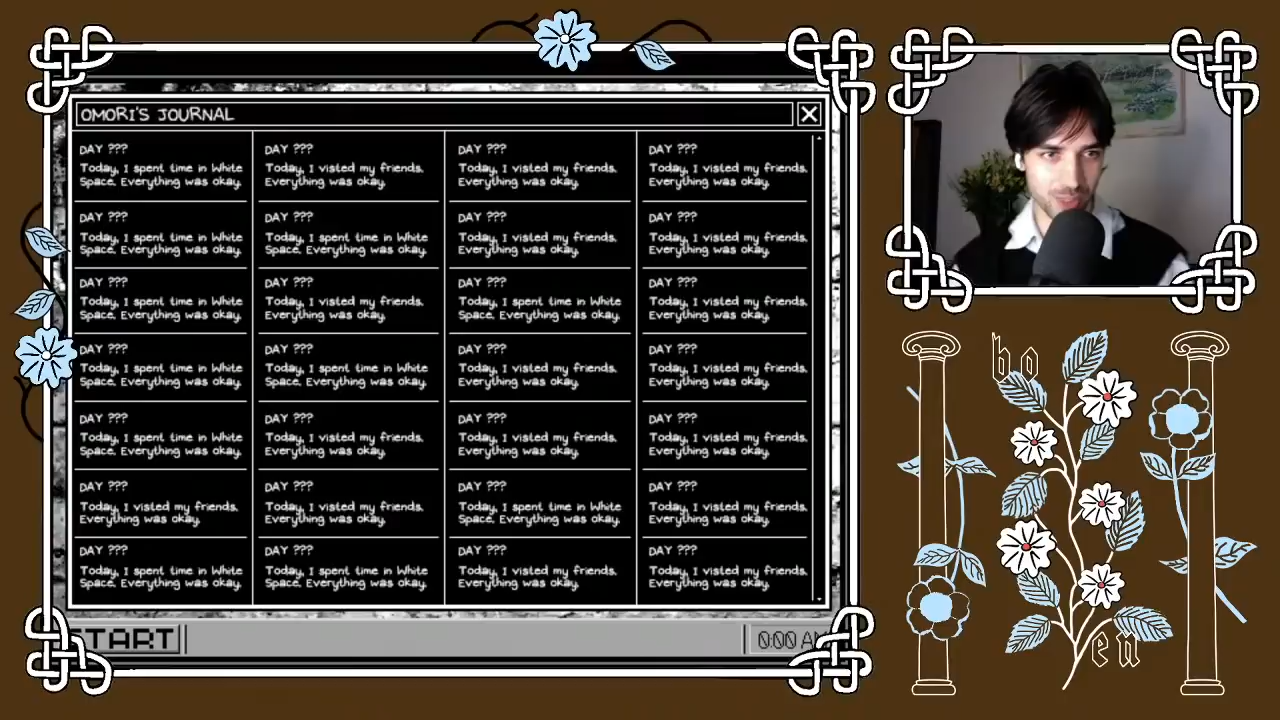 OMORI'S JOURNAL
DAY ???
Today, I spent time in White
Space. Everything was okay.
DAY ???
Today, I visted my friends.
Everything was okay.
DAY ???
Today, I visted my friends.
Everything was okay.
DAY ???
Today, I visted my friends.
Everything was okay.
DAY ???
Today, I spent time in White
Space. Everything was okay.
DAY ???
Today, I spent time in White
Space. Everything was okay.
DAY ???
Today, I visted my friends.
Everything was okay.
DAY ???
Today, I visted my friends.
Everything was okay.
DAY ???
Today, I spent time in White
Space. Everything was okay.
DAY ???
Today, I visted my friends.
Everything was okay.
DAY ???
Today, I spent time in White
Space. Everything was okay.
DAY ???
Today, I visted my friends.
Everything was okay.
DAY ???
Today, I spent time in White
Space. Everything was okay.
DAY ???
Today, I spent time in White
Space. Everything was okay.
DAY ???
Today, I visted my friends.
Everything was okay.
DAY ???
Today, I visted my friends.
Everything was okay.
DAY ???
Today, I spent time in White
Space. Everything was okay.
DAY ???
Today, I visted my friends.
Everything was okay.
DAY ???
Today, I visted my friends.
Everything was okay.
DAY ???
Today, I visted my friends.
Everything was okay.
DAY ???
Today, I visted my friends.
Everything was okay.
DAY ???
Today, I visted my friends.
Everything was okay.
DAY ???
Today, I spent time in White
Space. Everything was okay.
DAY ???
Today, I visted my friends.
Everything was okay.
DAY ???
Today, I spent time in White
Space. Everything was okay.
DAY ???
Today, I spent time in White
Space. Everything was okay.
DAY ???
Today, I visted my friends.
Everything was okay.
DAY ???
Today, I visted my friends.
Everything was okay.
TART
0:00 A
bo
en